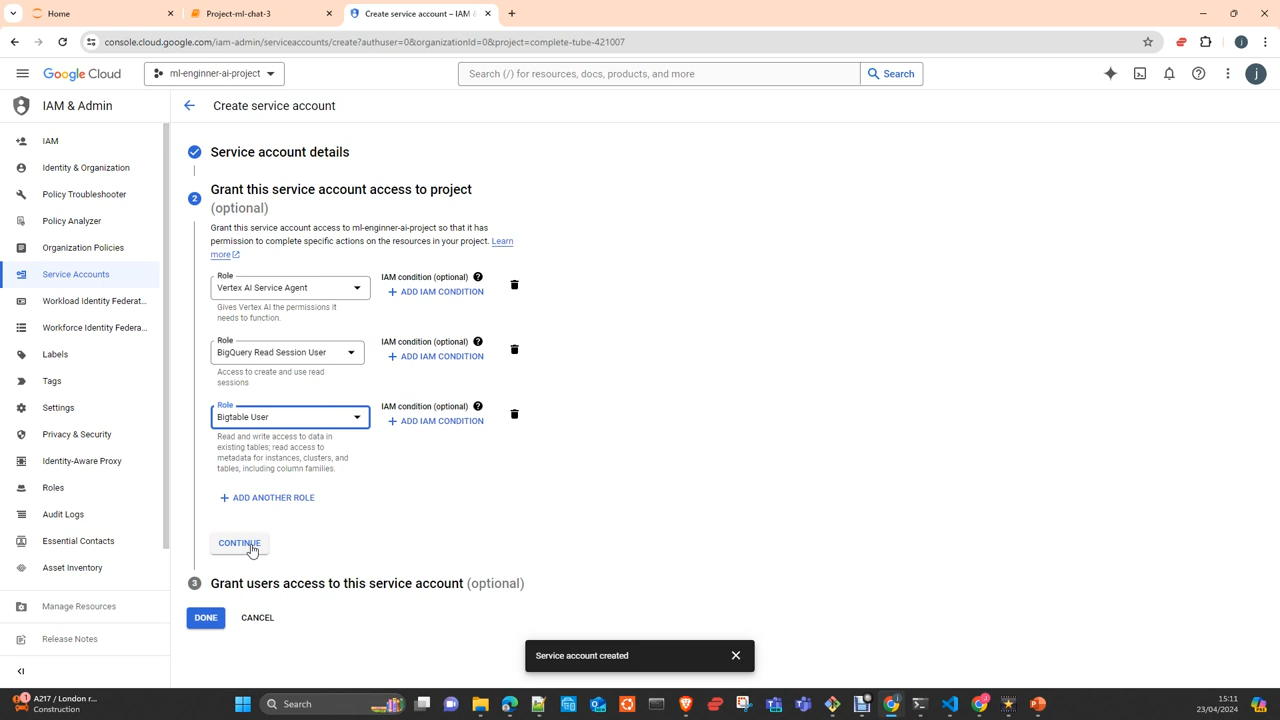 Home
Project-ml-chat-3
Create service account – IAM &
console.cloud.google.com/iam-admin/serviceaccounts/create?authuser=0&organizationId=0&project=complete-tube-421007
Google Cloud
ml-enginner-ai-project
Search (/) for resources, docs, products, and more
Search
IAM & Admin
Create service account
IAM
Identity & Organization
Policy Troubleshooter
Policy Analyzer
Organization Policies
Service Accounts
Workload Identity Federat...
Workforce Identity Federa...
Labels
Tags
Settings
Privacy & Security
Identity-Aware Proxy
Roles
Audit Logs
Essential Contacts
Asset Inventory
Manage Resources
Release Notes
Service account details
2
Grant this service account access to project
(optional)
Grant this service account access to ml-enginner-ai-project so that it has
permission to complete specific actions on the resources in your project. Learn
more
Role
Vertex AI Service Agent
IAM condition (optional)
+ ADD IAM CONDITION
Gives Vertex AI the permissions it
needs to function.
Role
BigQuery Read Session User
IAM condition (optional)
+ ADD IAM CONDITION
Access to create and use read
sessions
Role
Bigtable User
IAM condition (optional)
+ ADD IAM CONDITION
Read and write access to data in
existing tables; read access to
metadata for instances, clusters, and
tables, including column families.
+ ADD ANOTHER ROLE
CONTINUE
3
Grant users access to this service account (optional)
DONE
CANCEL
Service account created
A217 / London r...
Construction
Search
15:11
23/04/2024